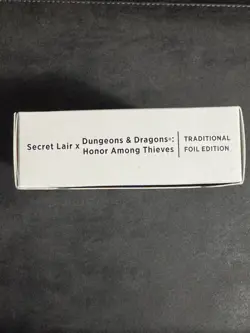 Secret Lair x Dungeons & Dragons®:
Honor Among Thieves
TRADITIONAL
FOIL EDITION